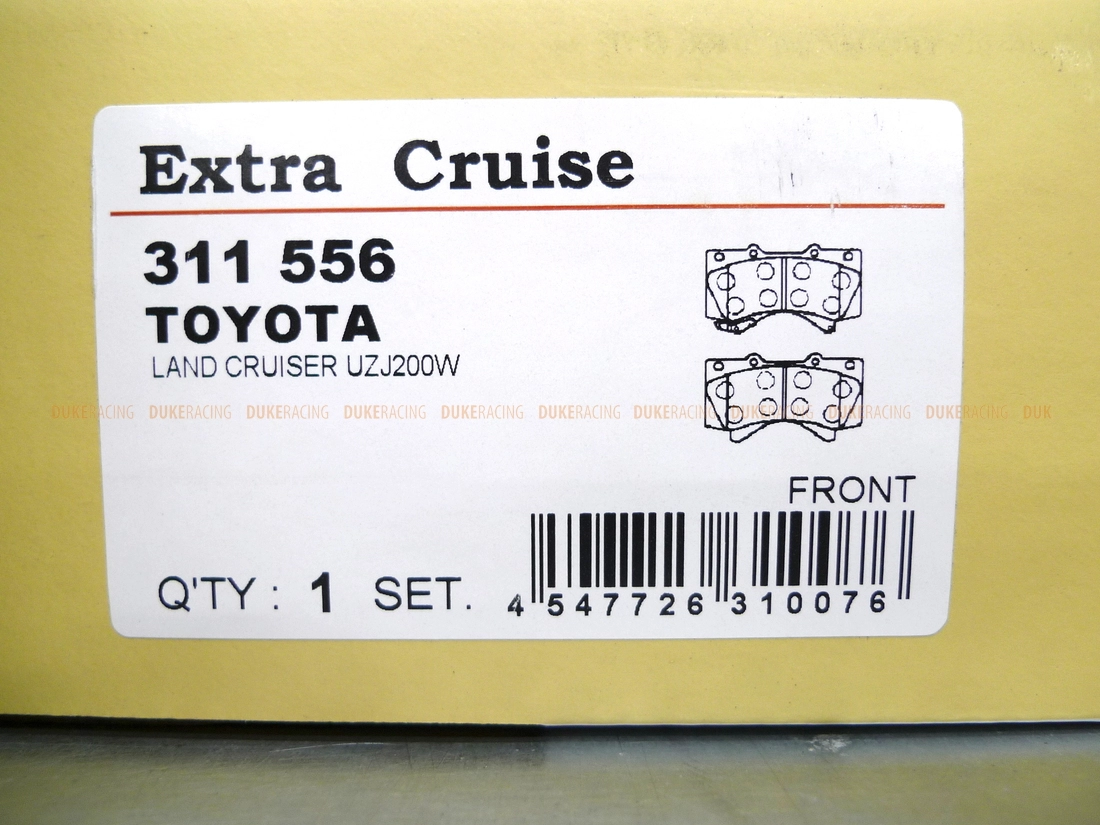 Extra Cruise
311 556
TOYOTA
LAND CRUISER UZJ200W
DUKERACING DUKERACING DUKERACING DUKERACING DUKERACING DUKERACING DUKERACING DUKERACING DUKERACING DUKERACING DUK
FRONT
Q'TY : 1 SET.
4 547726 310076